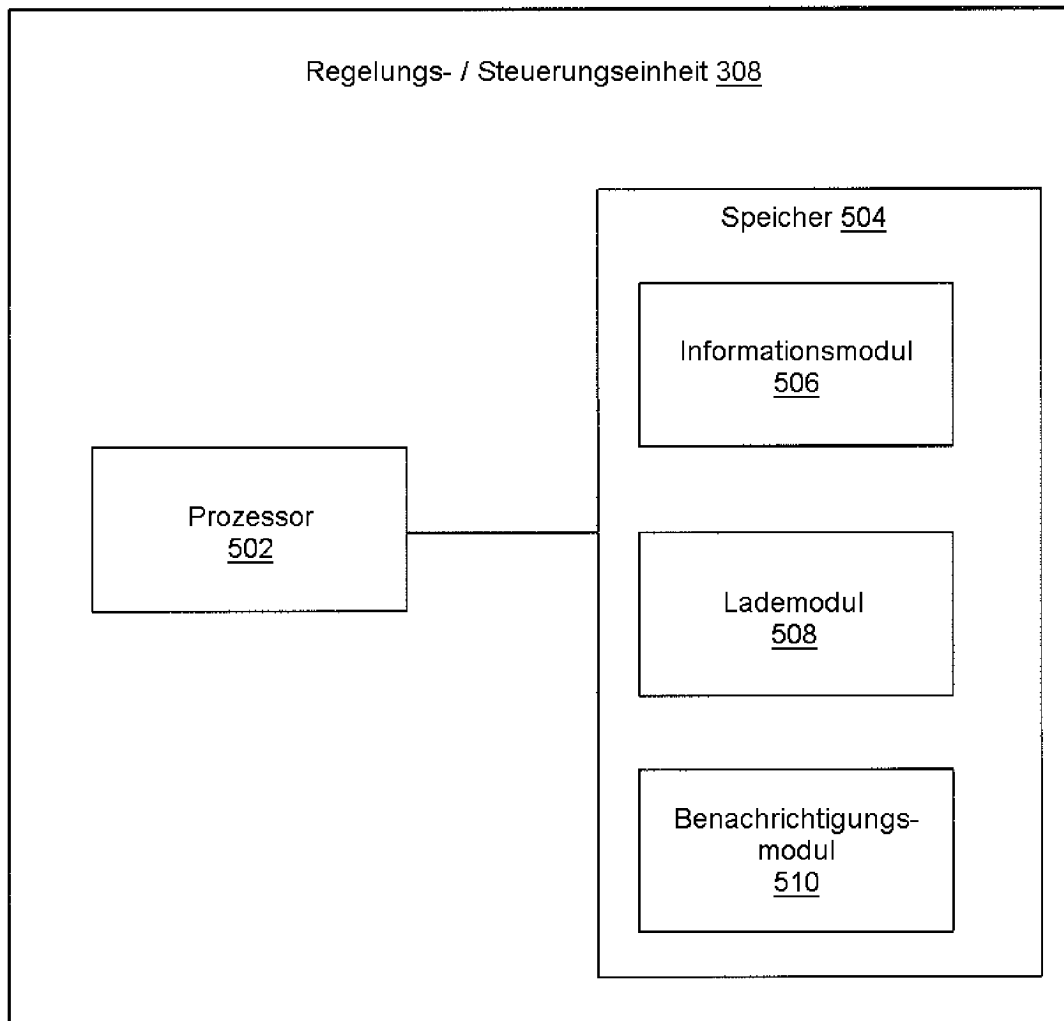 Regelungs- / Steuerungseinheit 308
Speicher 504
Informationsmodul
506
Prozessor
502
Lademodul
508
Benachrichtigungs-
modul
510